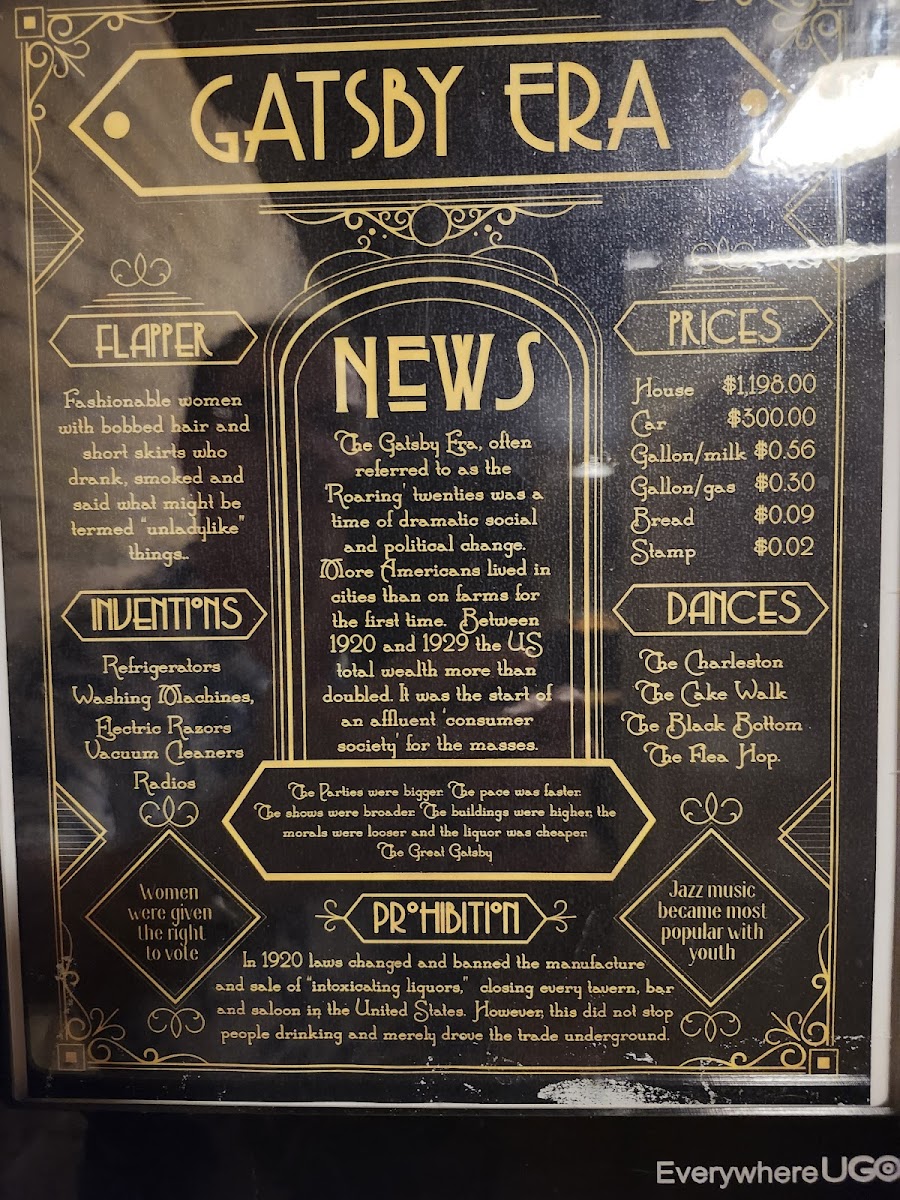 GATSBY ERA
FLAPPER
Fashionable women
with bobbed hair and
short skirts who
drank, smoked and
said what might be
termed "unladylike"
things..
INVENTIONS
Refrigerators
Washing Machines,
Electric Razors
Vacuum Cleaners
Radios
NEWS
The Gatsby Era, often
referred to as the
'Roaring' twenties was a
time of dramatic social
and political change.
More Americans lived in
cities than on farms for
the first time. Between
1920 and 1929 the US
total wealth more than
doubled. It was the start of
an affluent 'consumer
society' for the masses.
PRICES
House $1,198.00
Car $300.00
Gallon/milk $0.56
Gallon/gas $0.30
Bread $0.09
Stamp $0.02
DANCES
The Charleston
The Cake Walk
The Black Bottom
The Flea Hop.
The Parties were bigger. The pace was faster.
The shows were broader. The buildings were higher, the
morals were looser and the liquor was cheaper.
The Great Gatsby
Women
were given
the right
to vote
PROHIBITION
In 1920 laws changed and banned the manufacture
and sale of "intoxicating liquors," closing every tavern, bar
and saloon in the United States. However, this did not stop
people drinking and merely drove the trade underground.
Jazz music
became most
popular with
youth
EverywhereUGO